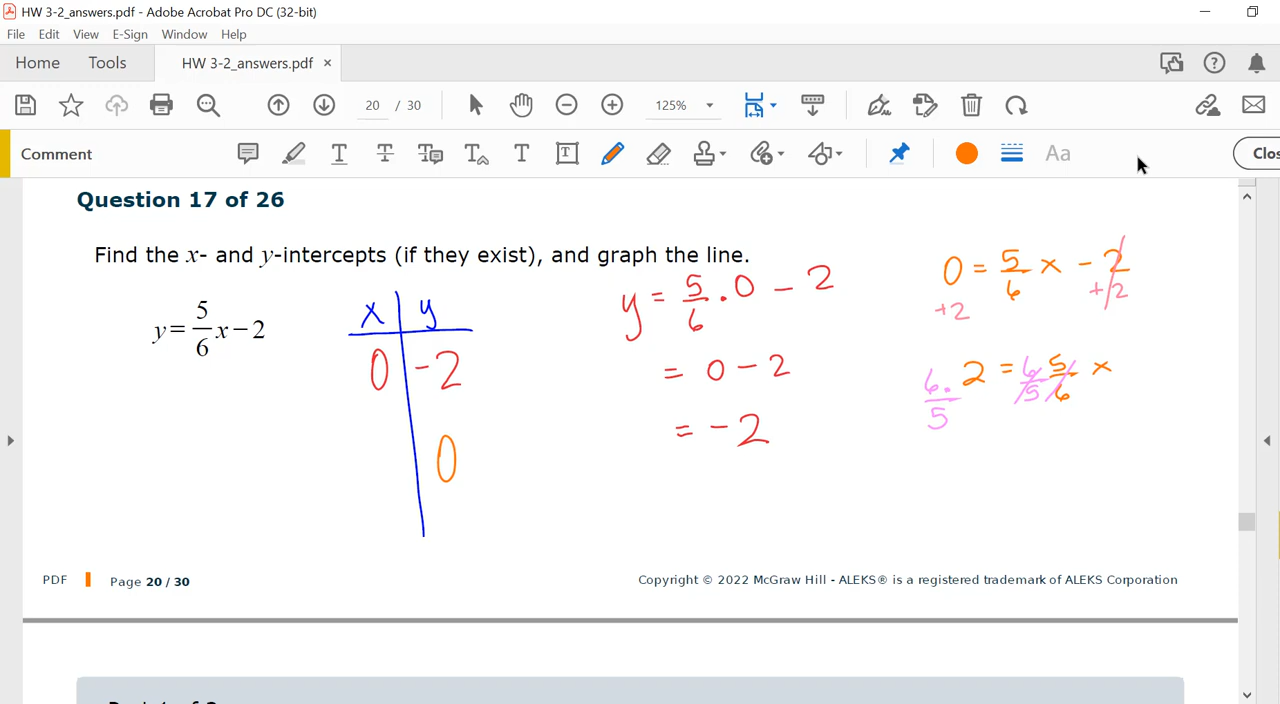 HW 3-2_answers.pdf - Adobe Acrobat Pro DC (32-bit)
File Edit View E-Sign Window Help
Home Tools HW 3-2_answers.pdf ×
20 / 30 125%
Comment Aa Clos
Question 17 of 26
Find the x- and y-intercepts (if they exist), and graph the line.
y = 5/6 x − 2
x y
0 -2
0
y = 5/6 · 0 - 2
= 0 - 2
= -2
0 = 5/6 x - 2
+2 +2
6/5 · 2 = 6/5 5/6 x
PDF Page 20 / 30
Copyright © 2022 McGraw Hill - ALEKS® is a registered trademark of ALEKS Corporation